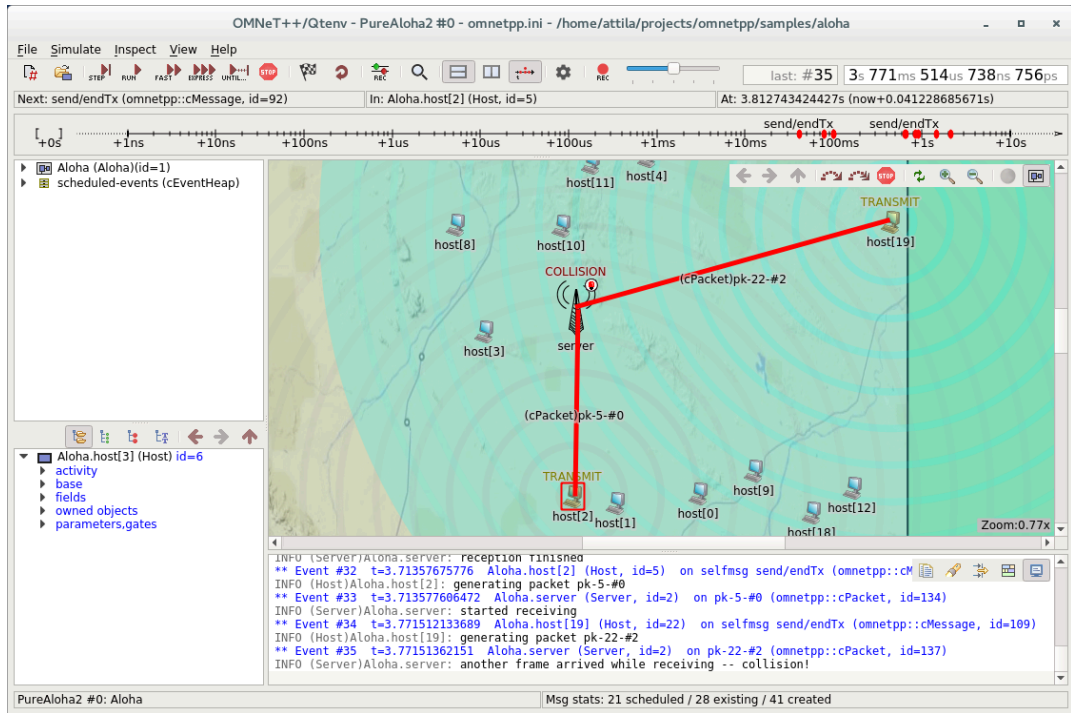 OMNeT++/Qtenv - PureAloha2 #0 - omnetpp.ini - /home/attila/projects/omnetpp/samples/aloha
File Simulate Inspect View Help
STEP RUN FAST EXPRESS UNTIL... STOP REC REC last: #35 3s 771ms 514us 738ns 756ps
Next: send/endTx (omnetpp::cMessage, id=92) In: Aloha.host[2] (Host, id=5) At: 3.812743424427s (now+0.041228685671s)
send/endTx send/endTx
+0s +1ns +10ns +100ns +1us +10us +100us +1ms +10ms +100ms +1s +10s
Aloha (Aloha)(id=1)
scheduled-events (cEventHeap)
host[11] host[4]
STOP
TRANSMIT
host[8] host[10] host[19]
COLLISION
(cPacket)pk-22-#2
host[3] server
(cPacket)pk-5-#0
TRANSMIT
host[9]
host[2] host[1] host[0] host[12]
host[18]
Zoom:0.77x
Aloha.host[3] (Host) id=6
activity
base
fields
owned objects
parameters,gates
INFO (Server)Aloha.server: reception finished
** Event #32 t=3.71357675776 Aloha.host[2] (Host, id=5) on selfmsg send/endTx (omnetpp::cM
INFO (Host)Aloha.host[2]: generating packet pk-5-#0
** Event #33 t=3.713577606472 Aloha.server (Server, id=2) on pk-5-#0 (omnetpp::cPacket, id=134)
INFO (Server)Aloha.server: started receiving
** Event #34 t=3.771512133689 Aloha.host[19] (Host, id=22) on selfmsg send/endTx (omnetpp::cMessage, id=109)
INFO (Host)Aloha.host[19]: generating packet pk-22-#2
** Event #35 t=3.77151362151 Aloha.server (Server, id=2) on pk-22-#2 (omnetpp::cPacket, id=137)
INFO (Server)Aloha.server: another frame arrived while receiving -- collision!
PureAloha2 #0: Aloha Msg stats: 21 scheduled / 28 existing / 41 created